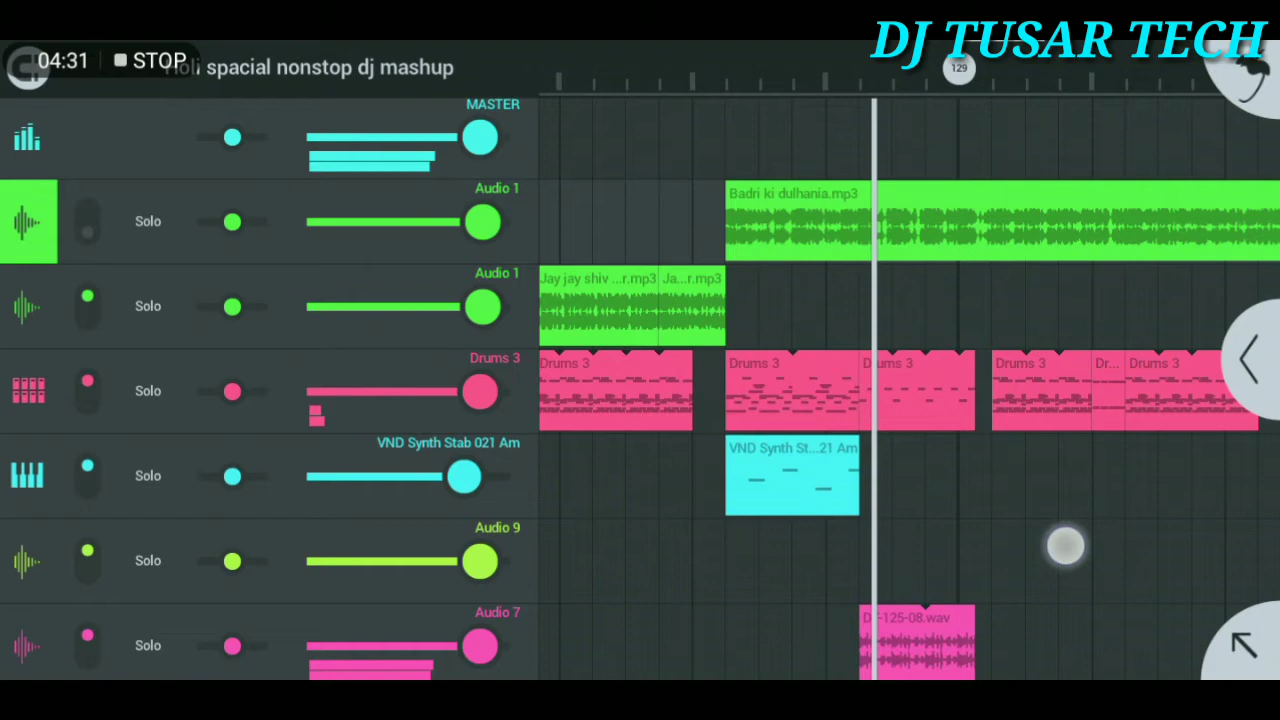 DJ TUSAR TECH
04:31 STOP
spacial nonstop dj mashup
129
MASTER
Audio 1
Solo
Badri ki dulhania.mp3
Audio 1
Solo
Jay jay shiv ...r.mp3 Ja...r.mp3
Drums 3
Solo
Drums 3 Drums 3 Drums 3 Drums 3 Dr... Drums 3
VND Synth Stab 021 Am
Solo
VND Synth St...21 Am
Audio 9
Solo
Audio 7
Solo
-125-08.wav